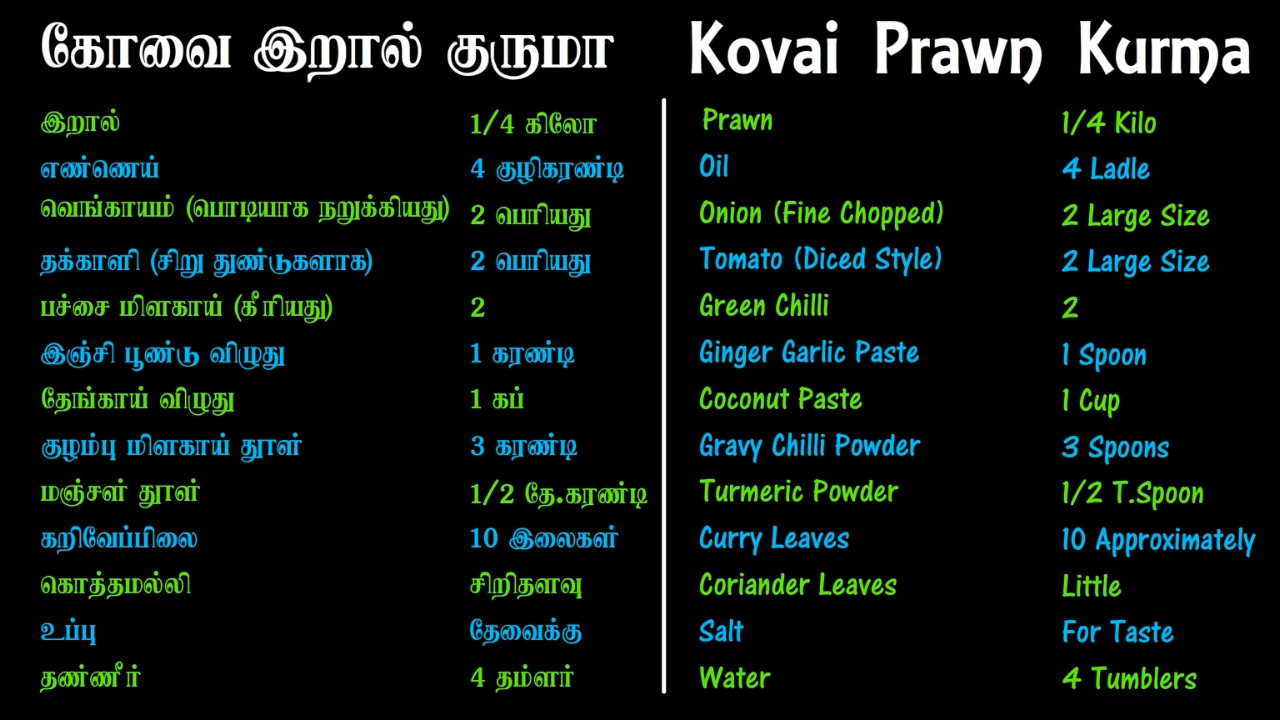 கோவை இறால் குருமா
இறால் 1/4 கிலோ
எண்ணெய் 4 குழிகரண்டி
வெங்காயம் (பொடியாக நறுக்கியது) 2 பெரியது
தக்காளி (சிறு துண்டுகளாக) 2 பெரியது
பச்சை மிளகாய் (கீரியது) 2
இஞ்சி பூண்டு விழுது 1 கரண்டி
தேங்காய் விழுது 1 கப்
குழம்பு மிளகாய் தூள் 3 கரண்டி
மஞ்சள் தூள் 1/2 தே.கரண்டி
கறிவேப்பிலை 10 இலைகள்
கொத்தமல்லி சிறிதளவு
உப்பு தேவைக்கு
தண்ணீர் 4 தம்ளர்
Kovai Prawn Kurma
Prawn 1/4 Kilo
Oil 4 Ladle
Onion (Fine Chopped) 2 Large Size
Tomato (Diced Style) 2 Large Size
Green Chilli 2
Ginger Garlic Paste 1 Spoon
Coconut Paste 1 Cup
Gravy Chilli Powder 3 Spoons
Turmeric Powder 1/2 T.Spoon
Curry Leaves 10 Approximately
Coriander Leaves Little
Salt For Taste
Water 4 Tumblers